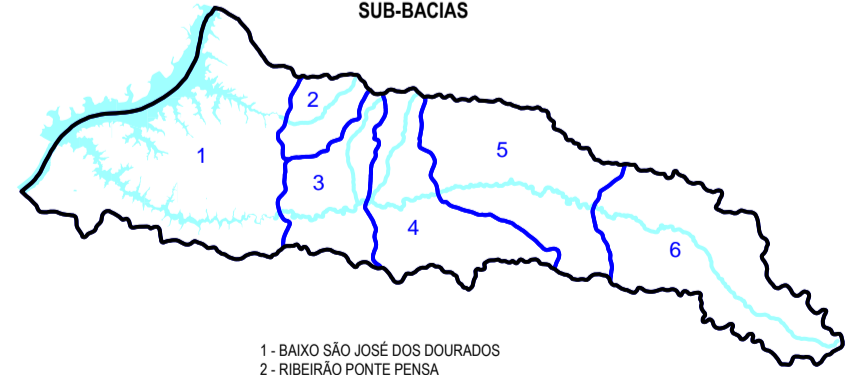 SUB-BACIAS
2
1
5
3
4
6
1 - BAIXO SÃO JOSÉ DOS DOURADOS
2 - RIBEIRÃO PONTE PENSA